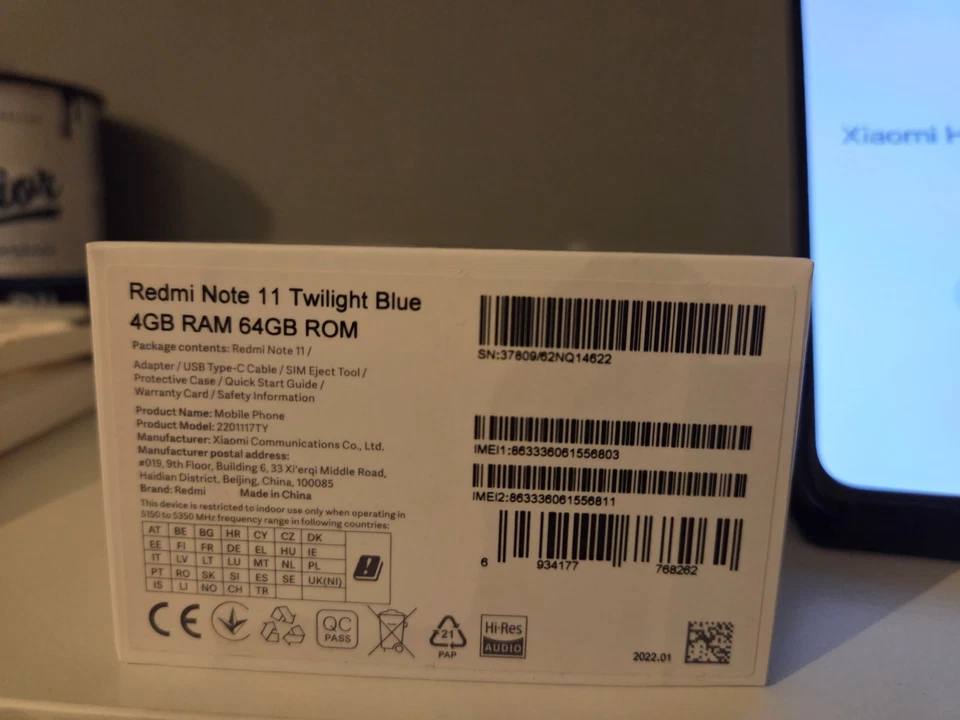 Xiaomi H
ior
Redmi Note 11 Twilight Blue
4GB RAM 64GB ROM
Package contents: Redmi Note 11 /
Adapter / USB Type-C Cable / SIM Eject Tool /
Protective Case / Quick Start Guide /
Warranty Card / Safety Information
Product Name: Mobile Phone
Product Model: 2201117TY
Manufacturer: Xiaomi Communications Co., Ltd.
Manufacturer postal address:
#019, 9th Floor, Building 6, 33 Xi'erqi Middle Road,
Haidian District, Beijing, China, 100085
Brand: Redmi Made in China
This device is restricted to indoor use only when operating in
5150 to 5350 MHz frequency range in following countries:
AT BE BG HR CY CZ DK
EE FI FR DE EL HU IE
IT LV LT LU MT NL PL
PT RO SK SI ES SE UK(NI)
IS LI NO CH TR
CE
QC
PASS
21
PAP
Hi-Res
AUDIO
SN:37809/62NQ14622
IMEI1:863336061556803
IMEI2:863336061556811
6 934177 768262
2022.01